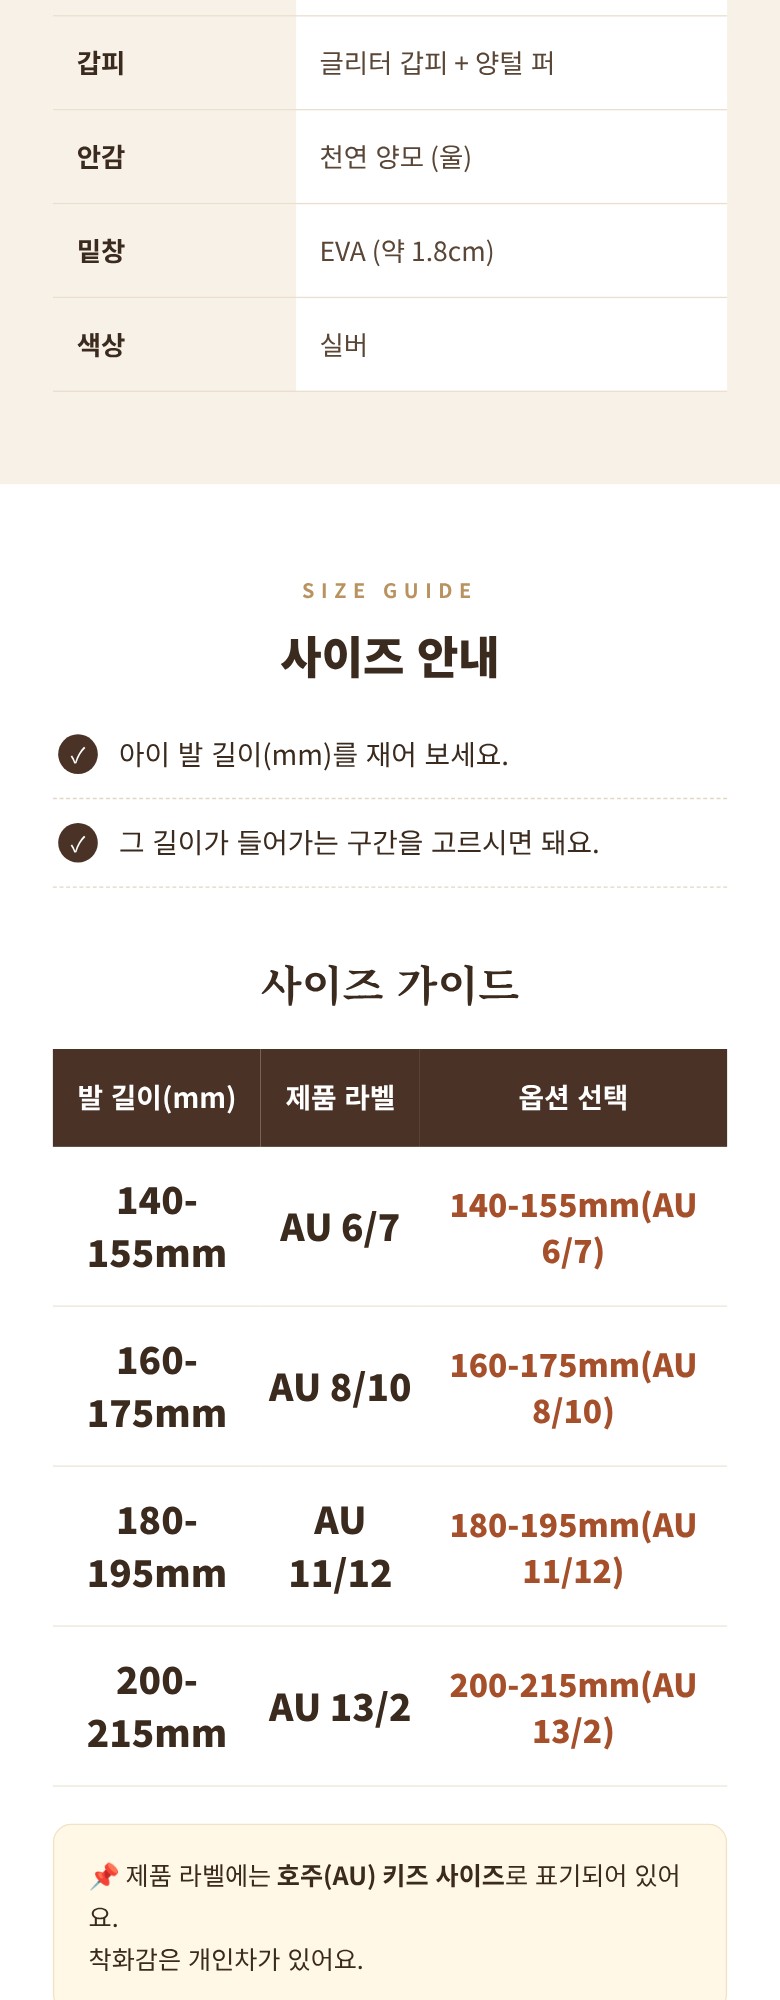 갑피
글리터 갑피 + 양털 퍼
안감
천연 양모 (울)
밑창
EVA (약 1.8cm)
색상
실버
SIZE GUIDE
사이즈 안내
✓ 아이 발 길이(mm)를 재어 보세요.
✓ 그 길이가 들어가는 구간을 고르시면 돼요.
사이즈 가이드
발 길이(mm)
제품 라벨
옵션 선택
140-
155mm
AU 6/7
140-155mm(AU
6/7)
160-
175mm
AU 8/10
160-175mm(AU
8/10)
180-
195mm
AU
11/12
180-195mm(AU
11/12)
200-
215mm
AU 13/2
200-215mm(AU
13/2)
📌 제품 라벨에는 호주(AU) 키즈 사이즈로 표기되어 있어
요.
착화감은 개인차가 있어요.